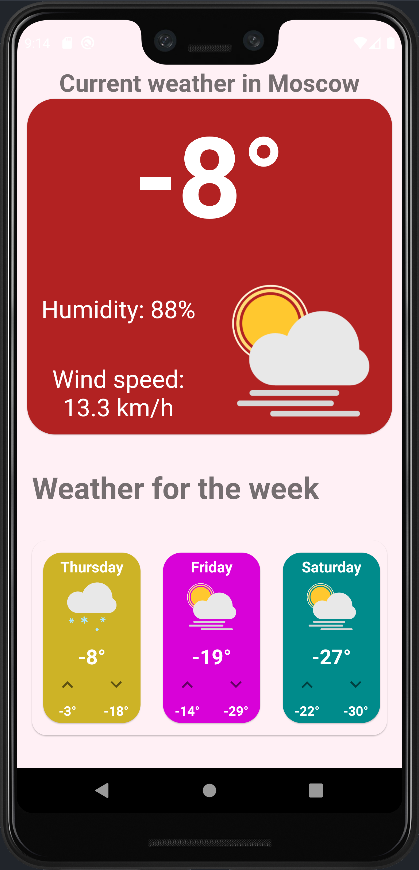 9:14
Current weather in Moscow
-8°
Humidity: 88%
Wind speed:
13.3 km/h
Weather for the week
Thursday Friday Saturday
-8° -19° -27°
-3° -18° -14° -29° -22° -30°